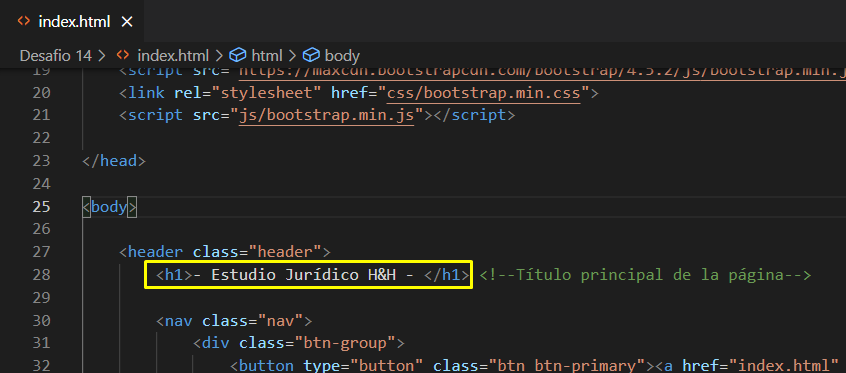 <> index.html ×
Desafio 14 > <> index.html > html > body
19 <script src="https://maxcdn.bootstrapcdn.com/bootstrap/4.5.2/js/bootstrap.min.j
20 <link rel="stylesheet" href="css/bootstrap.min.css">
21 <script src="js/bootstrap.min.js"></script>
22
23 </head>
24
25 <body>
26
27 <header class="header">
28 <h1>- Estudio Jurídico H&H - </h1> <!--Título principal de la página-->
29
30 <nav class="nav">
31 <div class="btn-group">
32 <button type="button" class="btn btn-primary"><a href="index.html"